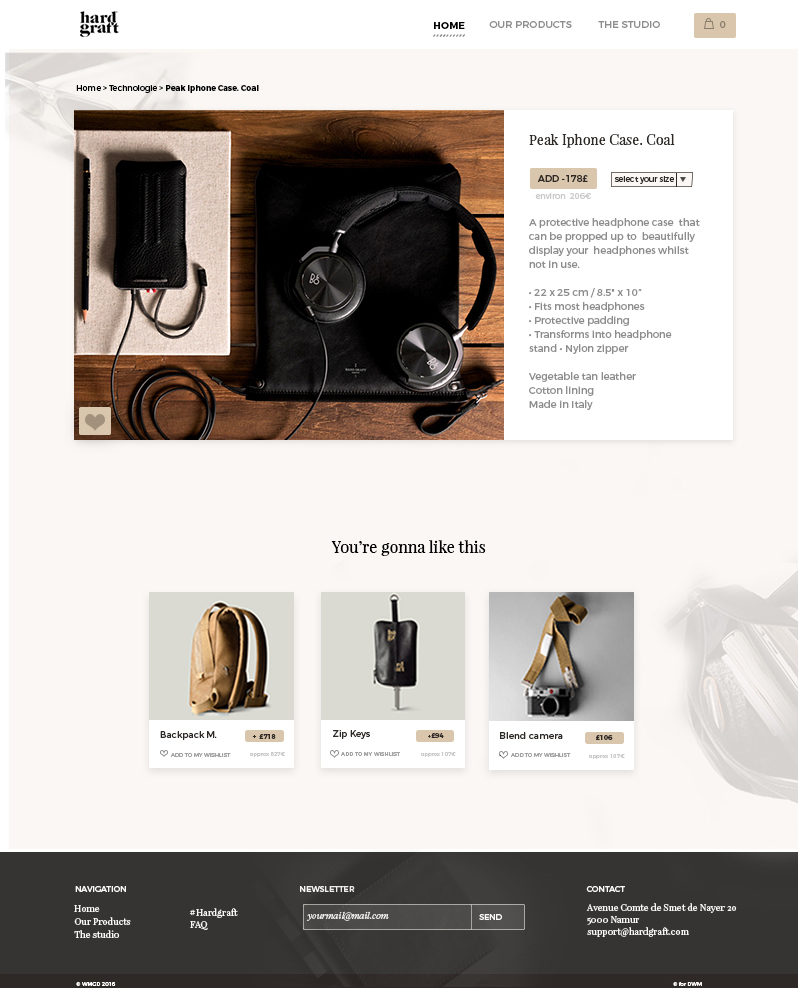 hard
graft
HOME OUR PRODUCTS THE STUDIO 0
Home > Technologie > Peak Iphone Case. Coal
Peak Iphone Case. Coal
ADD -178£ select your size
environ 206€
A protective headphone case that
can be propped up to beautifully
display your headphones whilst
not in use.
• 22 x 25 cm / 8.5" x 10"
• Fits most headphones
• Protective padding
• Transforms into headphone
stand • Nylon zipper
Vegetable tan leather
Cotton lining
Made in Italy
You're gonna like this
Backpack M. + £718
ADD TO MY WISHLIST approx 827€
Zip Keys +£94
ADD TO MY WISHLIST approx 107€
Blend camera £106
ADD TO MY WISHLIST approx 107€
NAVIGATION
Home
Our Products
The studio
#Hardgraft
FAQ
NEWSLETTER
yourmail@mail.com SEND
CONTACT
Avenue Comte de Smet de Nayer 20
5000 Namur
support@hardgraft.com
© WMGD 2016 © for DWM